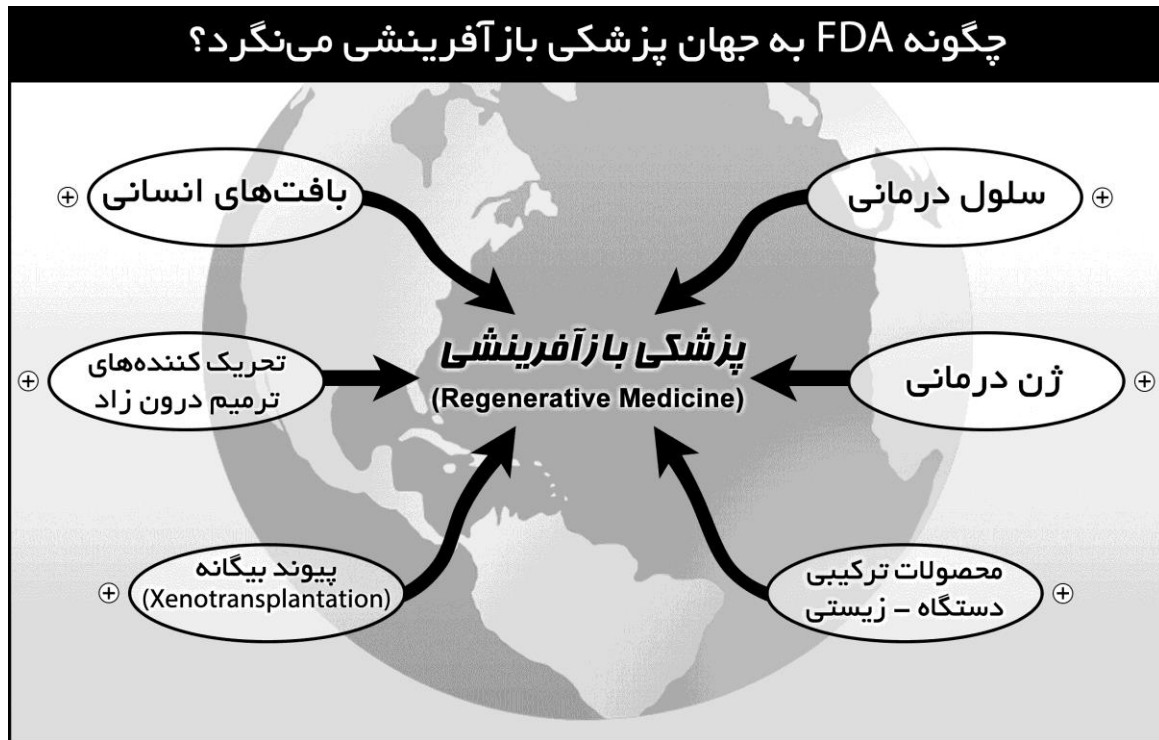 چگونه FDA به جهان پزشکی بازآفرینشی می‌نگرد؟
سلول درمانی
بافت‌های انسانی
پزشکی بازآفرینشی
(Regenerative Medicine)
ژن درمانی
تحریک کننده‌های
ترمیم درون زاد
محصولات ترکیبی
دستگاه – زیستی
پیوند بیگانه
(Xenotransplantation)